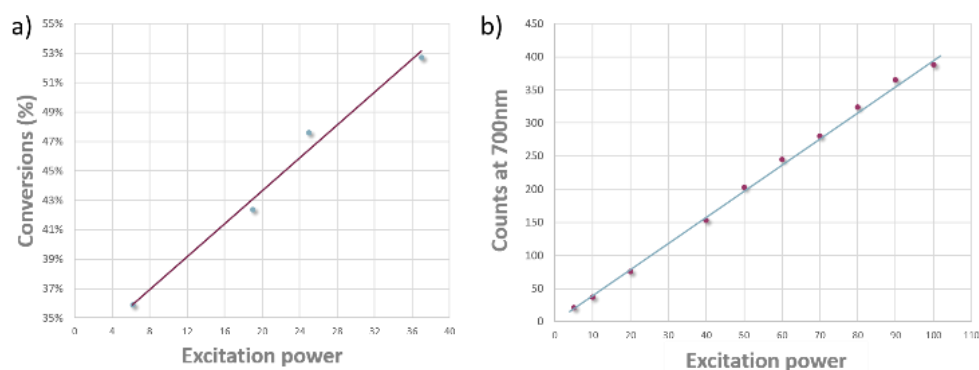 a)
Conversions (%)
55%
53%
51%
49%
47%
45%
43%
41%
39%
37%
35%
0 4 8 12 16 20 24 28 32 36 40
Excitation power
b)
Counts at 700nm
450
400
350
300
250
200
150
100
50
0
0 10 20 30 40 50 60 70 80 90 100 110
Excitation power